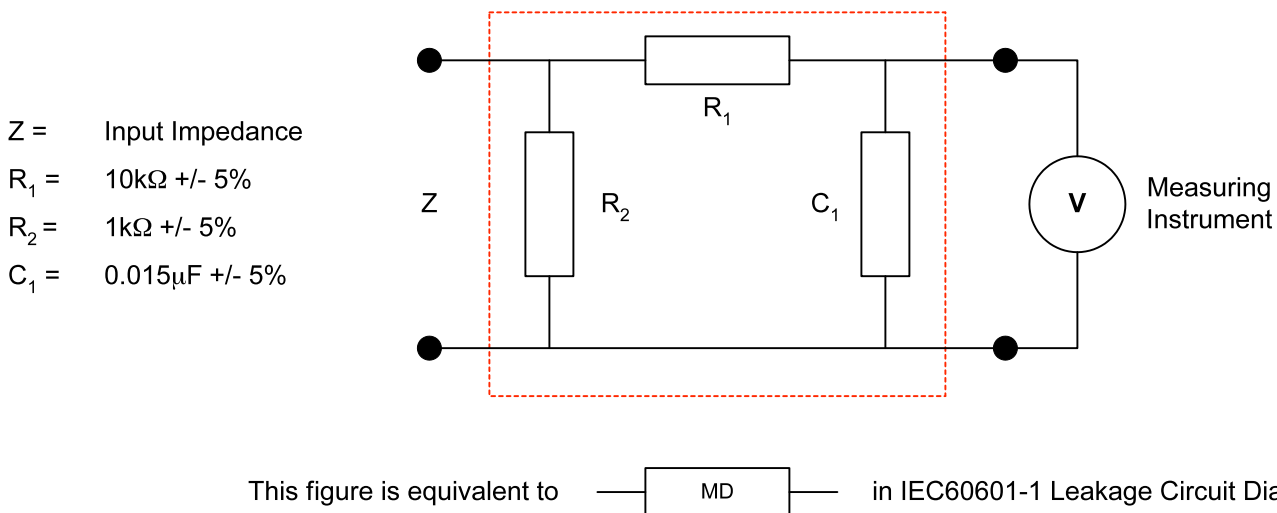 Z = Input Impedance
R1 = 10kΩ +/- 5%
R2 = 1kΩ +/- 5%
C1 = 0.015μF +/- 5%
Z
R1
R2
C1
V
Measuring
Instrument
This figure is equivalent to MD in IEC60601-1 Leakage Circuit Dia